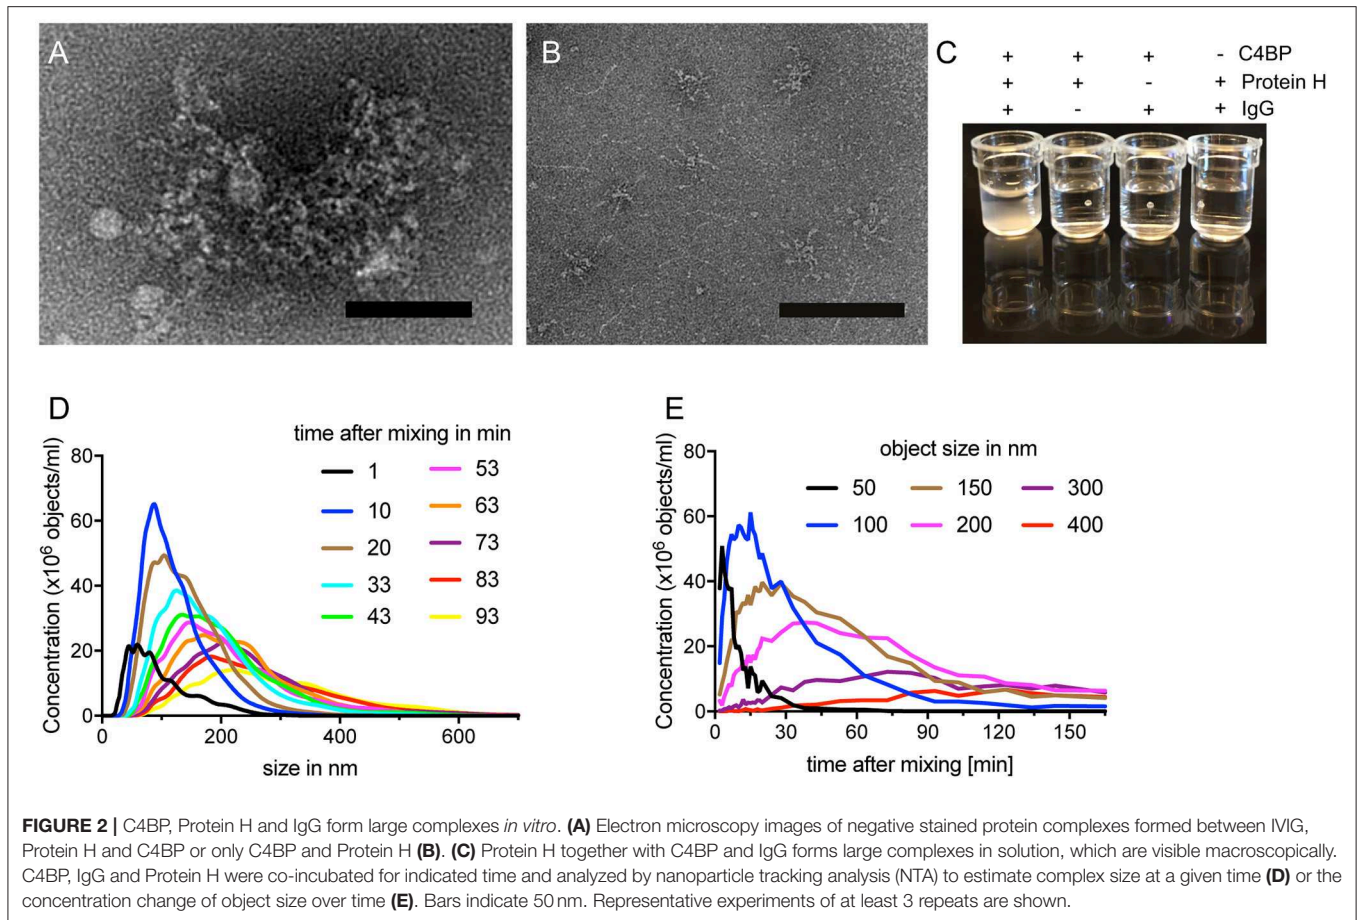 A
B
C
+ + + - C4BP
+ + - + Protein H
+ - + + IgG
D
Concentration (x10⁶ objects/ml)
80
60
40
20
0
0 200 400 600
size in nm
time after mixing in min
1 53
10 63
20 73
33 83
43 93
E
Concentration (x10⁶ objects/ml)
80
60
40
20
0
0 30 60 90 120 150
time after mixing [min]
object size in nm
50 150 300
100 200 400
FIGURE 2 | C4BP, Protein H and IgG form large complexes in vitro. (A) Electron microscopy images of negative stained protein complexes formed between IVIG,
Protein H and C4BP or only C4BP and Protein H (B). (C) Protein H together with C4BP and IgG forms large complexes in solution, which are visible macroscopically.
C4BP, IgG and Protein H were co-incubated for indicated time and analyzed by nanoparticle tracking analysis (NTA) to estimate complex size at a given time (D) or the
concentration change of object size over time (E). Bars indicate 50 nm. Representative experiments of at least 3 repeats are shown.